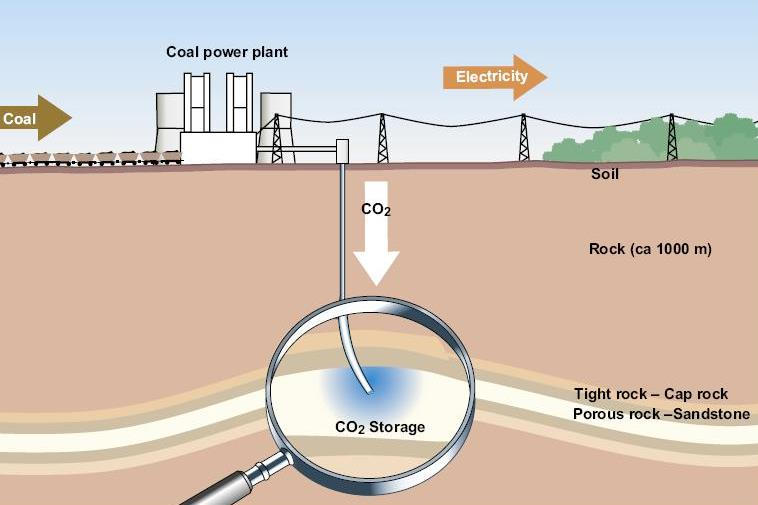 Coal power plant
Electricity
Coal
Soil
CO2
Rock (ca 1000 m)
Tight rock – Cap rock
Porous rock –Sandstone
CO2 Storage